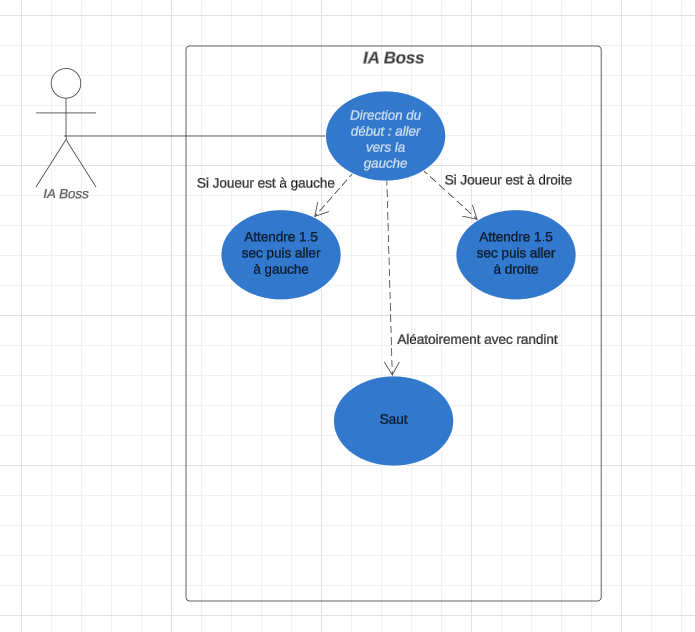 IA Boss
Direction du
début : aller
vers la
gauche
IA Boss
Si Joueur est à gauche
Si Joueur est à droite
Attendre 1.5
sec puis aller
à gauche
Attendre 1.5
sec puis aller
à droite
Aléatoirement avec randint
Saut